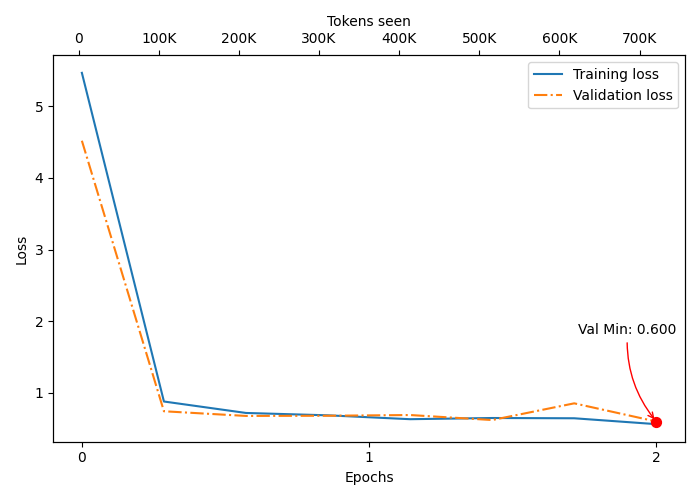 Tokens seen
0 100K 200K 300K 400K 500K 600K 700K
Training loss
Validation loss
5
4
3
2
1
Loss
Val Min: 0.600
0 1 2
Epochs